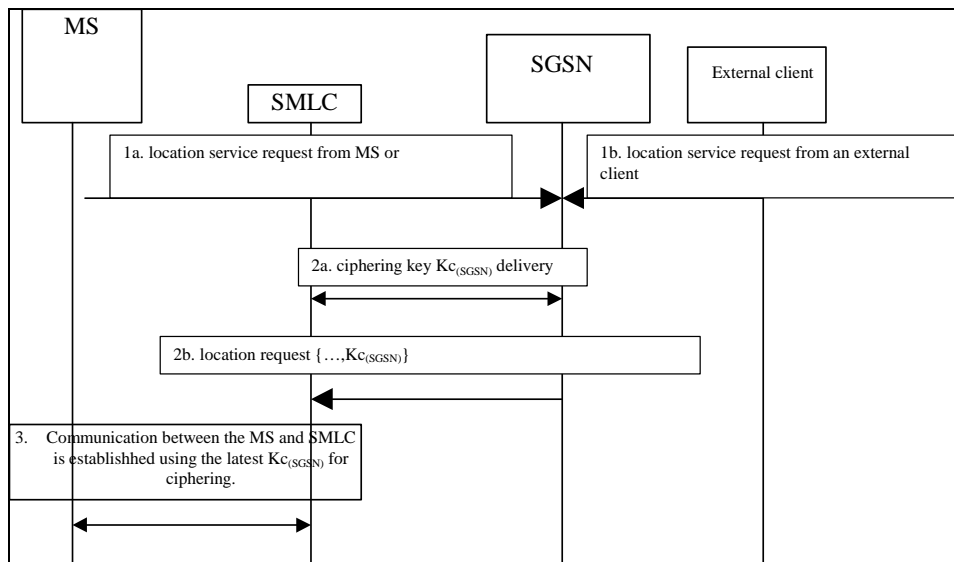 MS
SMLC
SGSN
External client
1a. location service request from MS or
1b. location service request from an external
client
2a. ciphering key Kc(SGSN) delivery
2b. location request {…,Kc(SGSN)}
3. Communication between the MS and SMLC
is establishhed using the latest Kc(SGSN) for
ciphering.